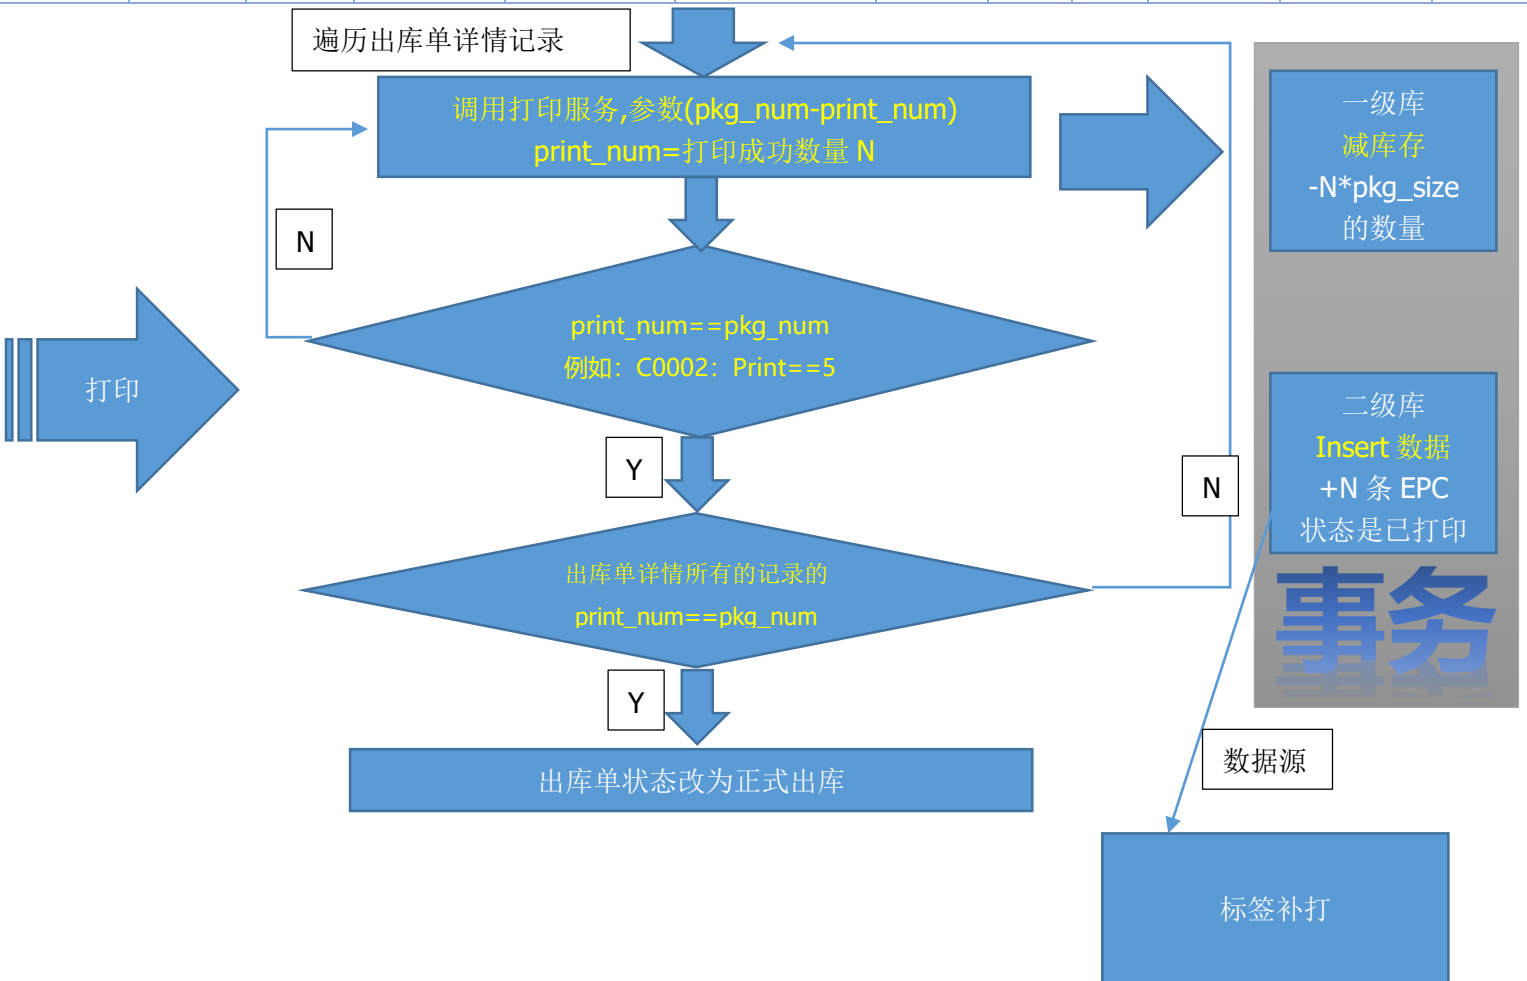 遍历出库单详情记录
调用打印服务,参数(pkg_num-print_num)
print_num=打印成功数量 N
一级库
减库存
-N*pkg_size
的数量
N
print_num==pkg_num
例如：C0002：Print==5
打印
二级库
Insert 数据
+N 条 EPC
状态是已打印
Y
N
出库单详情所有的记录的
print_num==pkg_num
事务
Y
出库单状态改为正式出库
数据源
标签补打